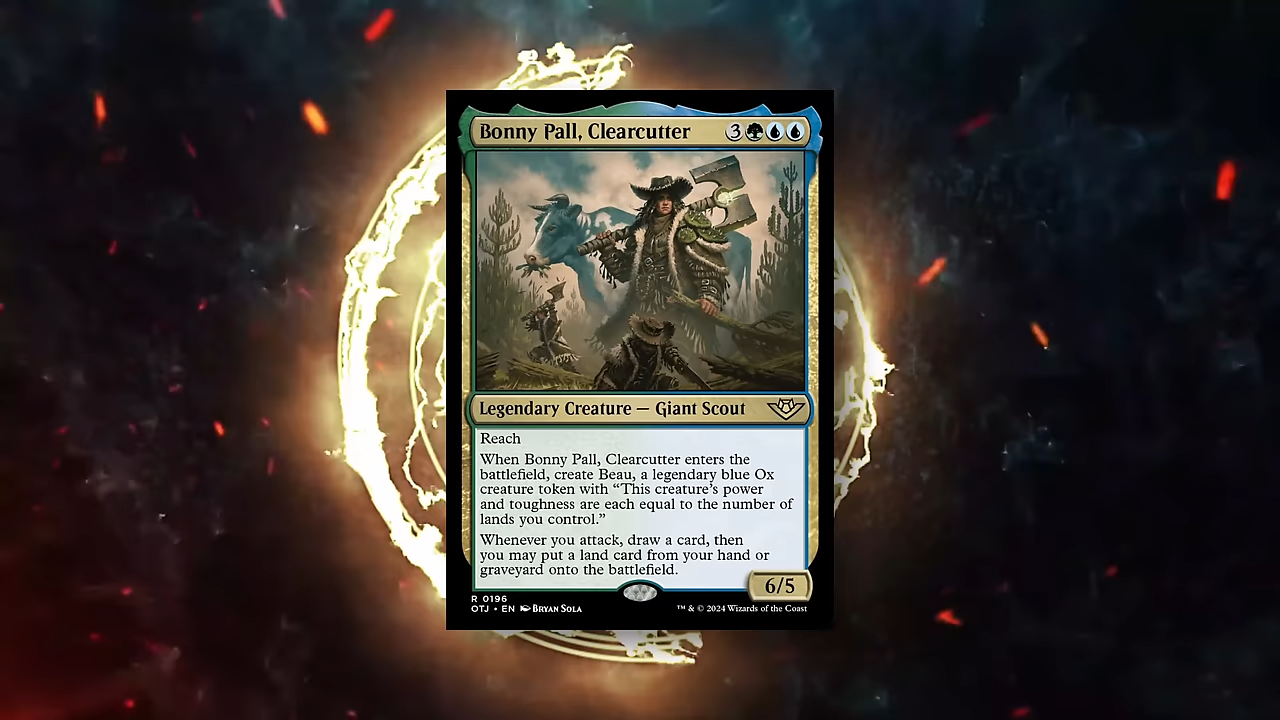 Bonny Pall, Clearcutter 3
Legendary Creature — Giant Scout
Reach
When Bonny Pall, Clearcutter enters the
battlefield, create Beau, a legendary blue Ox
creature token with “This creature’s power
and toughness are each equal to the number of
lands you control.”
Whenever you attack, draw a card, then
you may put a land card from your hand or
graveyard onto the battlefield.
6/5
R 0196
OTJ • EN Bryan Sola
™ & © 2024 Wizards of the Coast